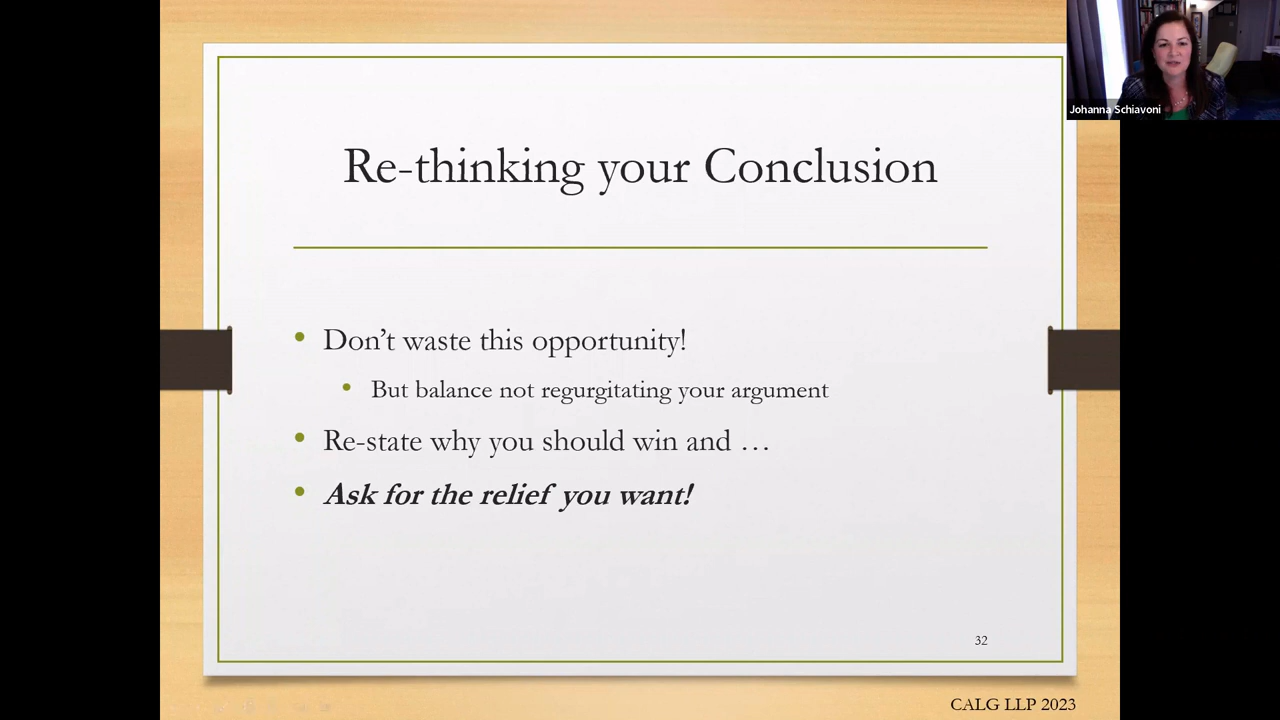 Johanna Schiavoni
Re-thinking your Conclusion
Don’t waste this opportunity!
But balance not regurgitating your argument
Re-state why you should win and …
Ask for the relief you want!
32
CALG LLP 2023